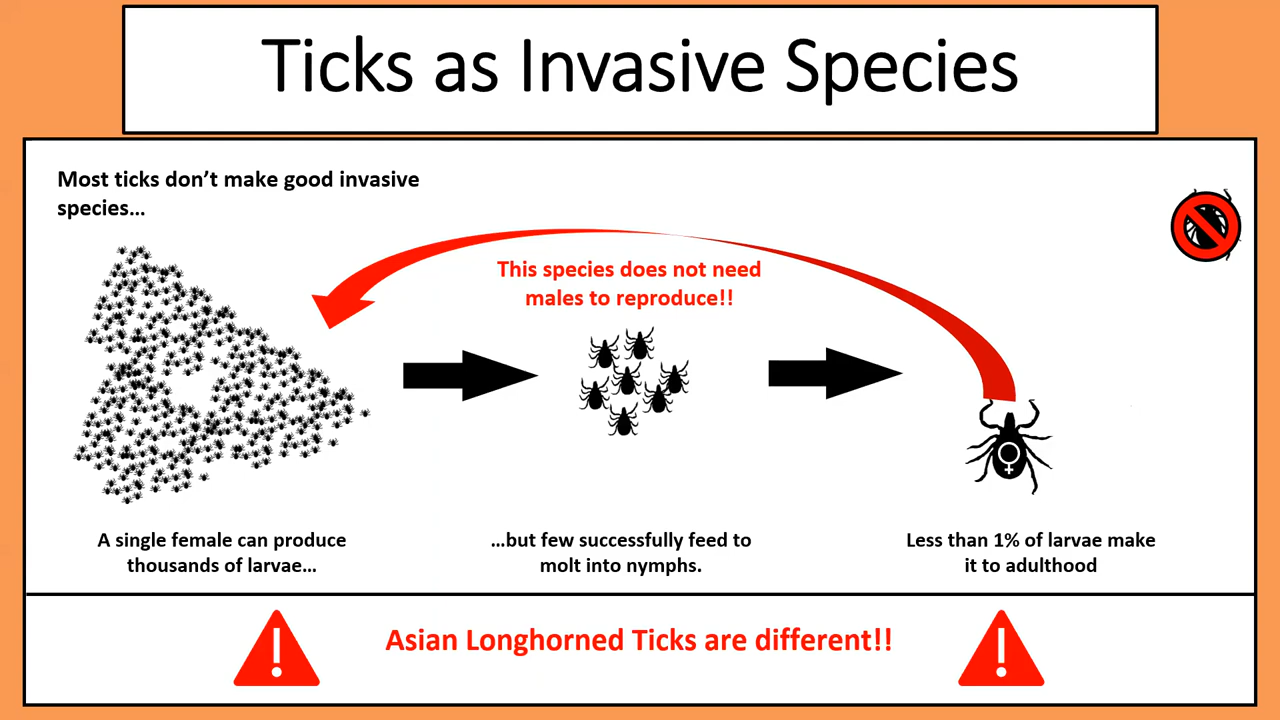 Ticks as Invasive Species
Most ticks don’t make good invasive
species…
This species does not need
males to reproduce!!
A single female can produce
thousands of larvae…
…but few successfully feed to
molt into nymphs.
Less than 1% of larvae make
it to adulthood
Asian Longhorned Ticks are different!!